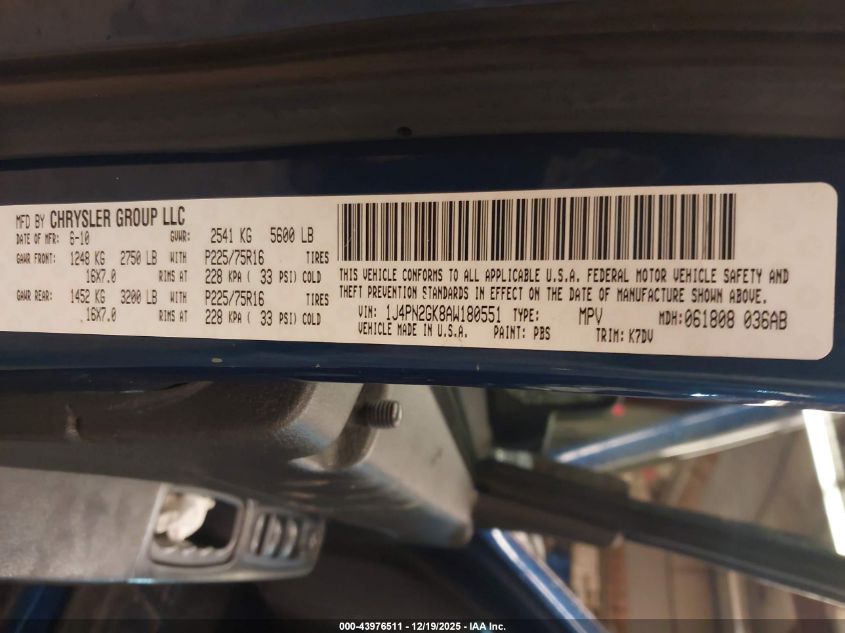 MFD BY CHRYSLER GROUP LLC
DATE OF MFR: 6-10 GVWR: 2541 KG 5600 LB
GAWR FRONT: 1248 KG 2750 LB WITH P225/75R16 TIRES
16X7.0 RIMS AT 228 KPA ( 33 PSI) COLD
GAWR REAR: 1452 KG 3200 LB WITH P225/75R16 TIRES
16X7.0 RIMS AT 228 KPA ( 33 PSI) COLD
THIS VEHICLE CONFORMS TO ALL APPLICABLE U.S.A. FEDERAL MOTOR VEHICLE SAFETY AND
THEFT PREVENTION STANDARDS IN EFFECT ON THE DATE OF MANUFACTURE SHOWN ABOVE.
VIN: 1J4PN2GK8AW180551 TYPE: MPV MDH:061808 036AB
VEHICLE MADE IN U.S.A. PAINT: PBS TRIM: K7DV
000-43976511 - 12/19/2025 - IAA Inc.